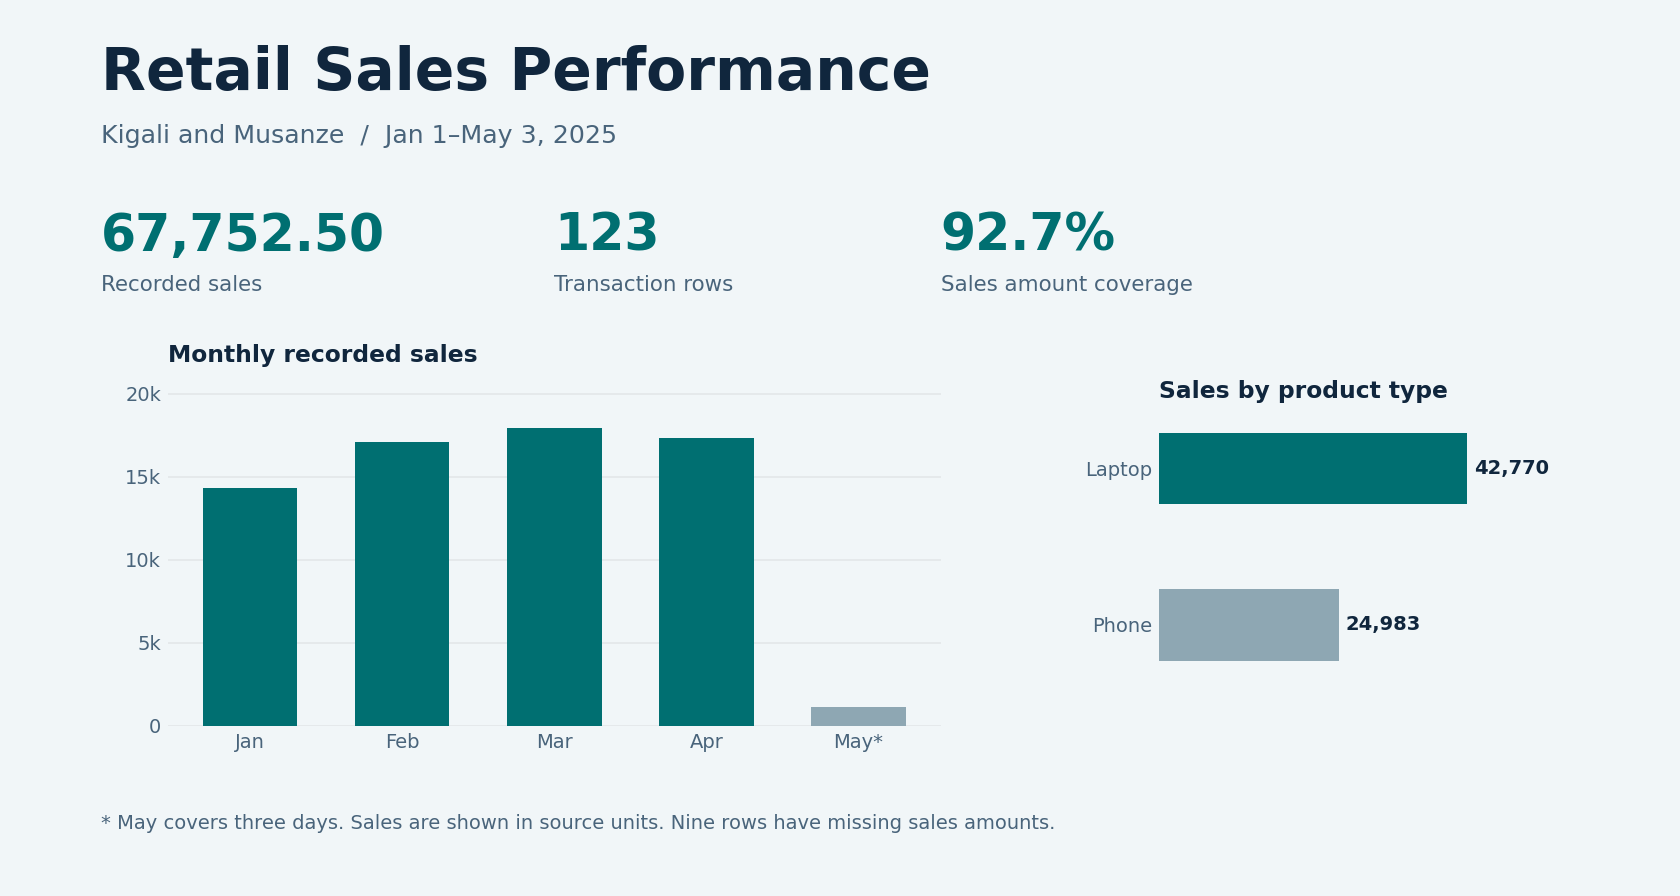 Retail Sales Performance
Kigali and Musanze / Jan 1–May 3, 2025
67,752.50
Recorded sales
123
Transaction rows
92.7%
Sales amount coverage
Monthly recorded sales
20k
15k
10k
5k
0
Jan
Feb
Mar
Apr
May*
Sales by product type
Laptop
42,770
Phone
24,983
* May covers three days. Sales are shown in source units. Nine rows have missing sales amounts.